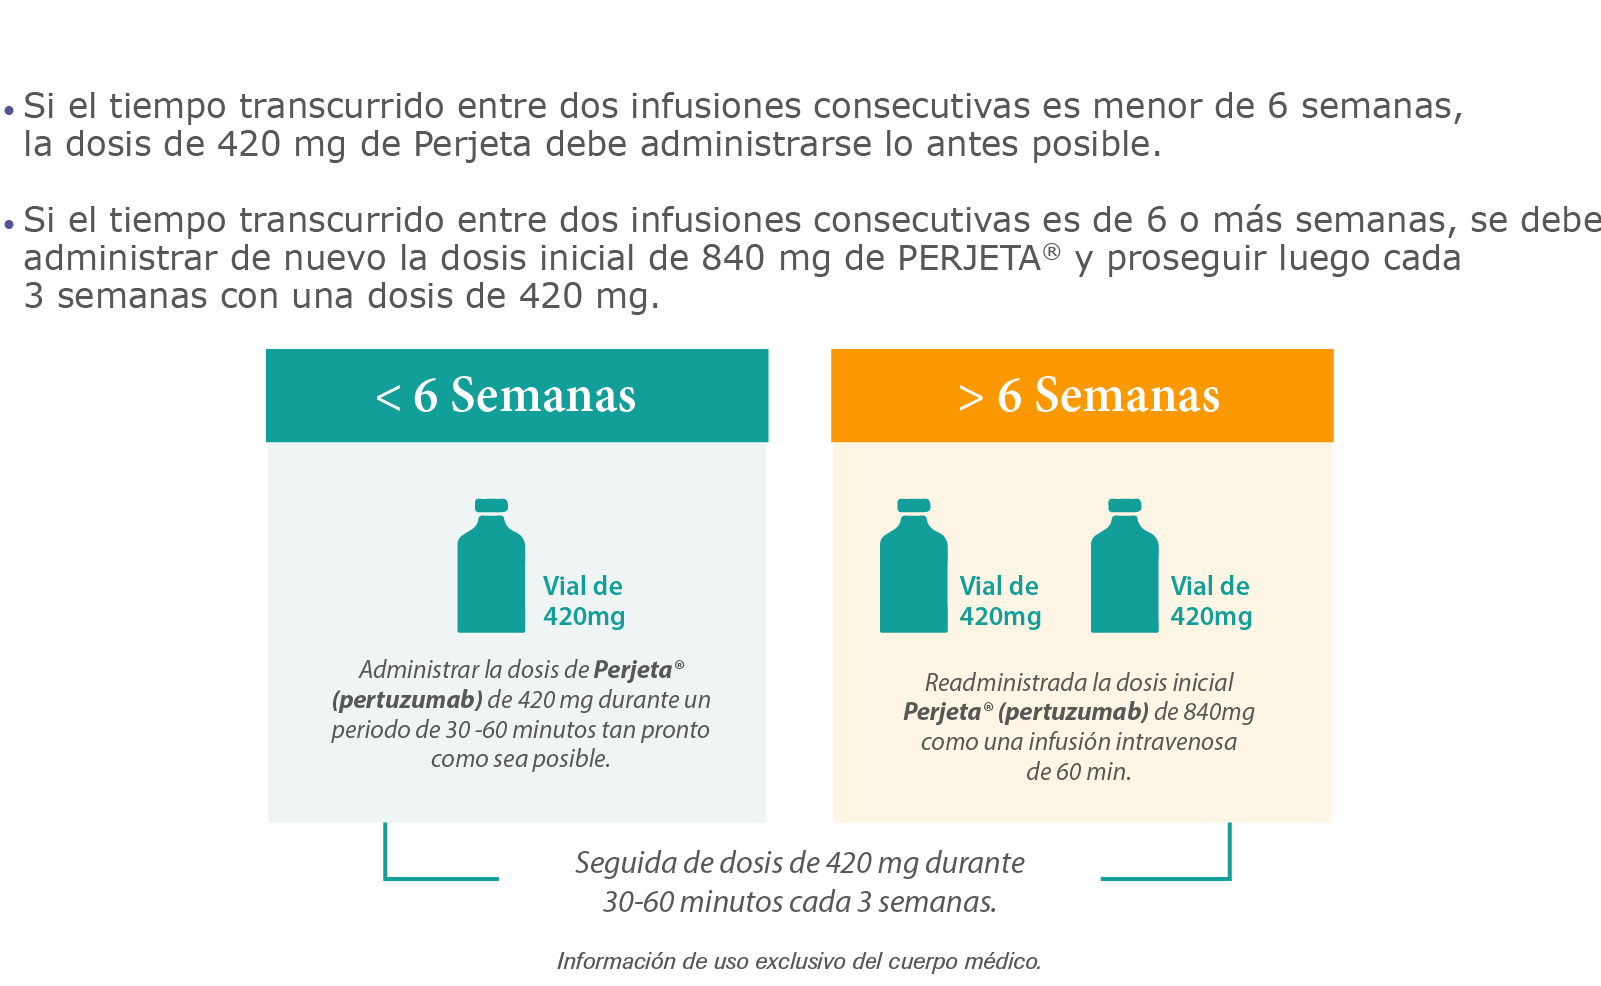 • Si el tiempo transcurrido entre dos infusiones consecutivas es menor de 6 semanas,
la dosis de 420 mg de Perjeta debe administrarse lo antes posible.
• Si el tiempo transcurrido entre dos infusiones consecutivas es de 6 o más semanas, se debe
administrar de nuevo la dosis inicial de 840 mg de PERJETA® y proseguir luego cada
3 semanas con una dosis de 420 mg.
< 6 Semanas
Vial de
420mg
Administrar la dosis de Perjeta®
(pertuzumab) de 420 mg durante un
periodo de 30 -60 minutos tan pronto
como sea posible.
> 6 Semanas
Vial de
420mg
Vial de
420mg
Readministrada la dosis inicial
Perjeta® (pertuzumab) de 840mg
como una infusión intravenosa
de 60 min.
Seguida de dosis de 420 mg durante
30-60 minutos cada 3 semanas.
Información de uso exclusivo del cuerpo médico.